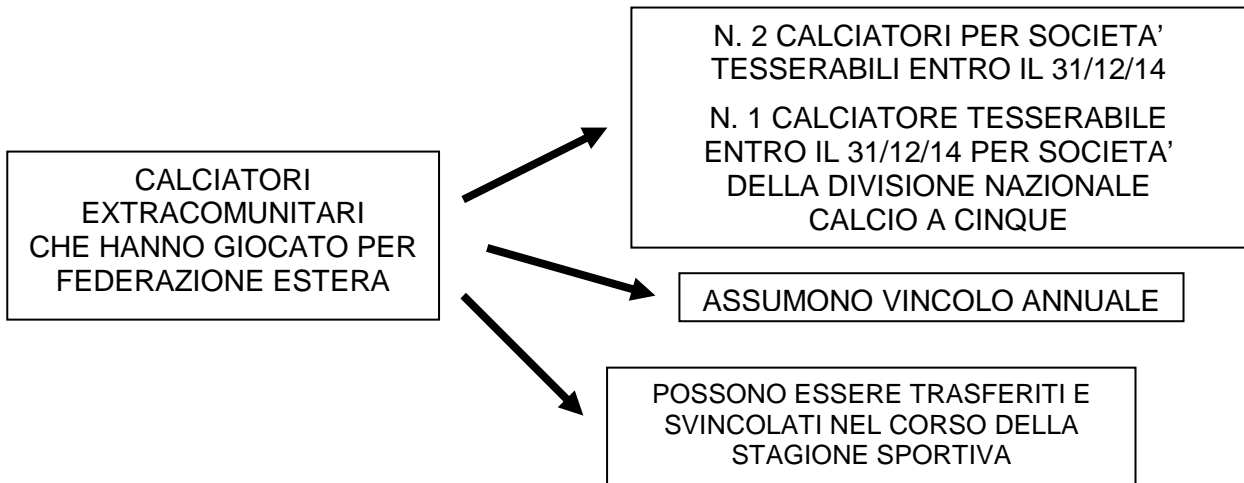 CALCIATORI
EXTRACOMUNITARI
CHE HANNO GIOCATO PER
FEDERAZIONE ESTERA
N. 2 CALCIATORI PER SOCIETA'
TESSERABILI ENTRO IL 31/12/14
N. 1 CALCIATORE TESSERABILE
ENTRO IL 31/12/14 PER SOCIETA'
DELLA DIVISIONE NAZIONALE
CALCIO A CINQUE
ASSUMONO VINCOLO ANNUALE
POSSONO ESSERE TRASFERITI E
SVINCOLATI NEL CORSO DELLA
STAGIONE SPORTIVA